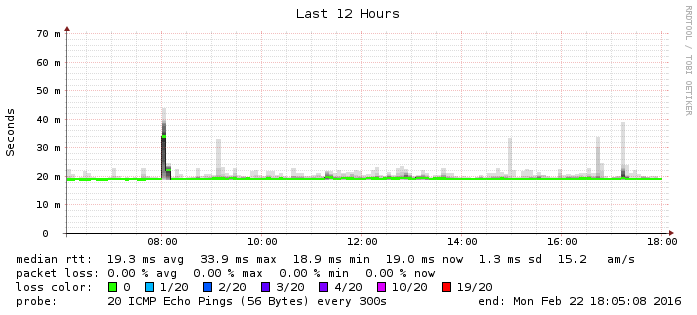 Last 12 Hours
RRDTOOL / TOBI OETIKER
Seconds
70 m
60 m
50 m
40 m
30 m
20 m
10 m
0
08:00 10:00 12:00 14:00 16:00 18:00
median rtt: 19.3 ms avg 33.9 ms max 18.9 ms min 19.0 ms now 1.3 ms sd 15.2 am/s
packet loss: 0.00 % avg 0.00 % max 0.00 % min 0.00 % now
loss color: 0 1/20 2/20 3/20 4/20 10/20 19/20
probe: 20 ICMP Echo Pings (56 Bytes) every 300s end: Mon Feb 22 18:05:08 2016